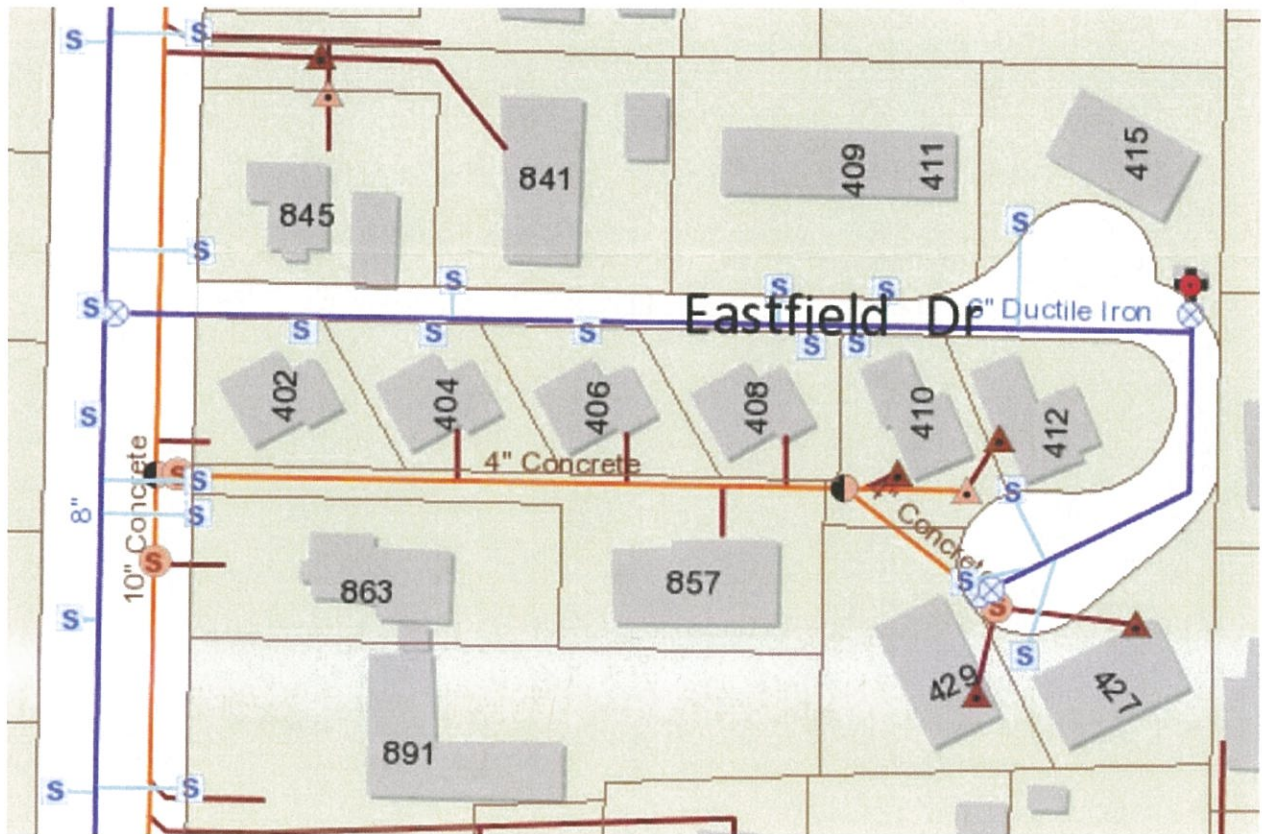 S
S
841
845
409
411
415
S
S
S
S
S
S
Eastfield Dr
6" Ductile Iron
S
S
S
S
S
402
404
406
408
410
412
S
10" Concrete
S
S
4" Concrete
S
8"
S
Concrete
S
863
857
S
S
S
S
429
427
S
891
S
S